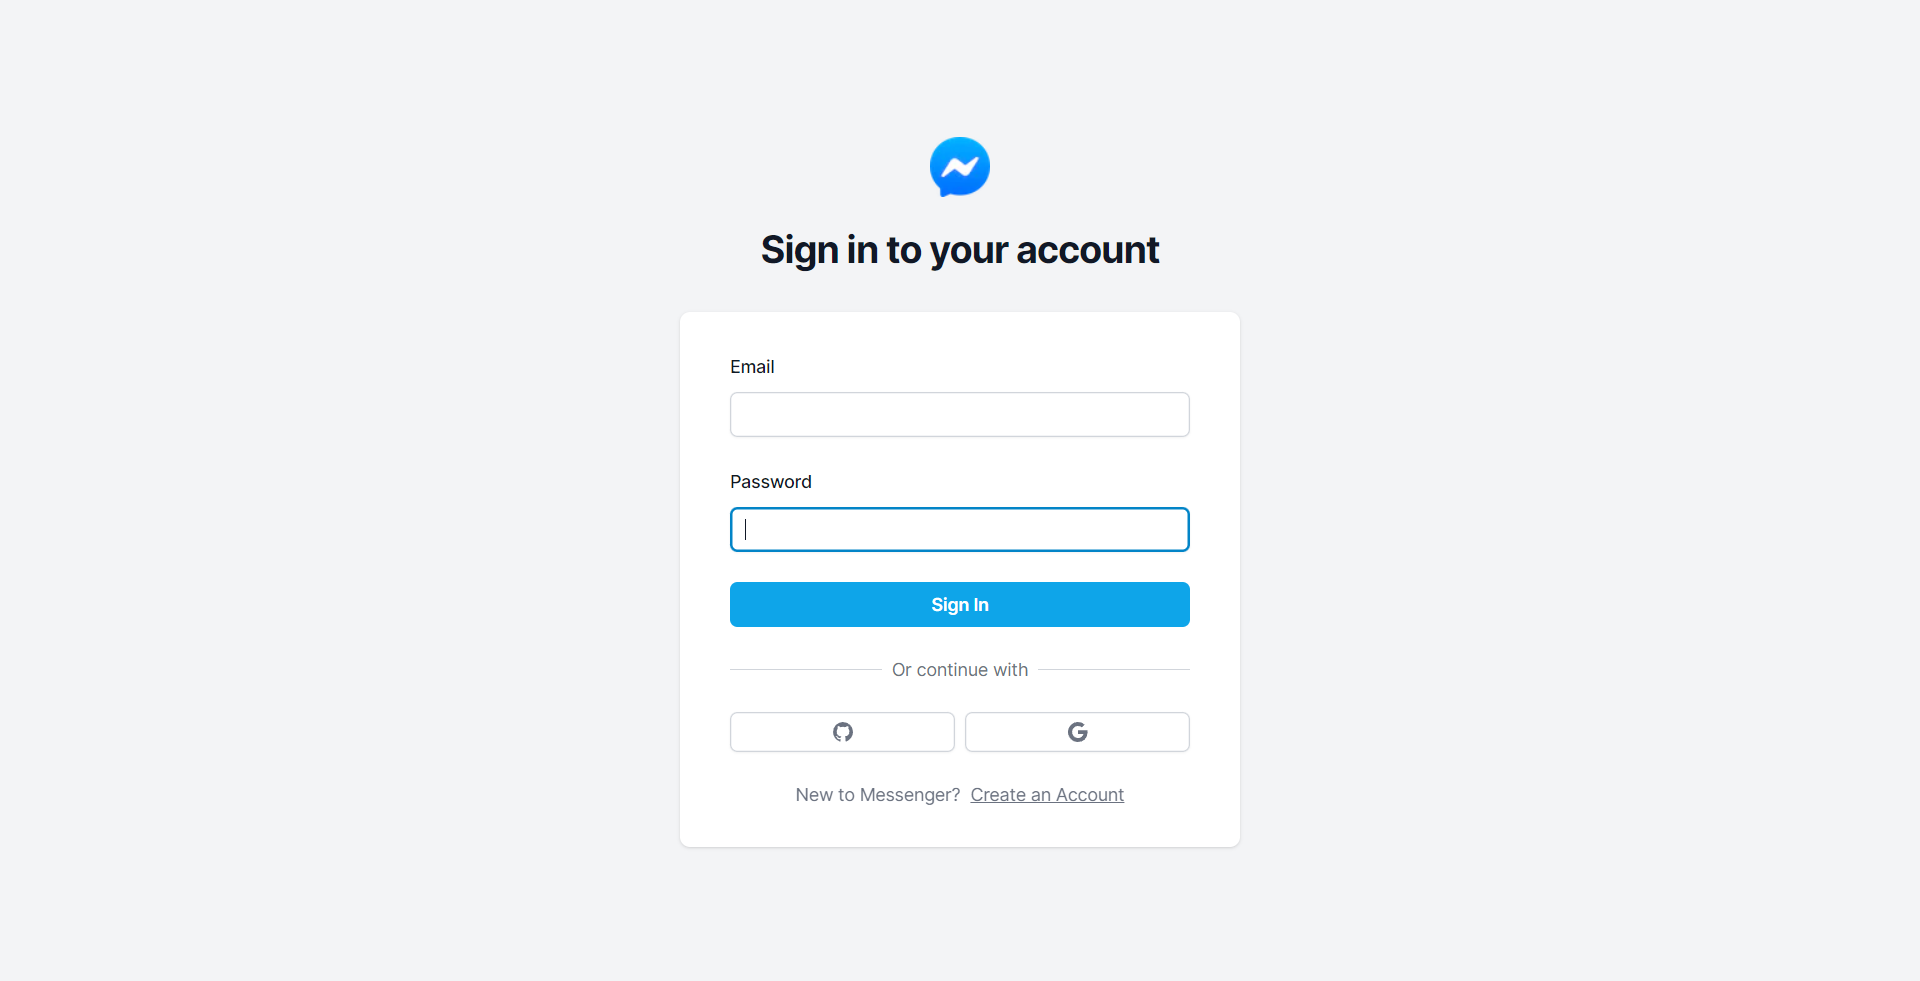 Sign in to your account
Email
Password
Sign In
Or continue with
New to Messenger? Create an Account